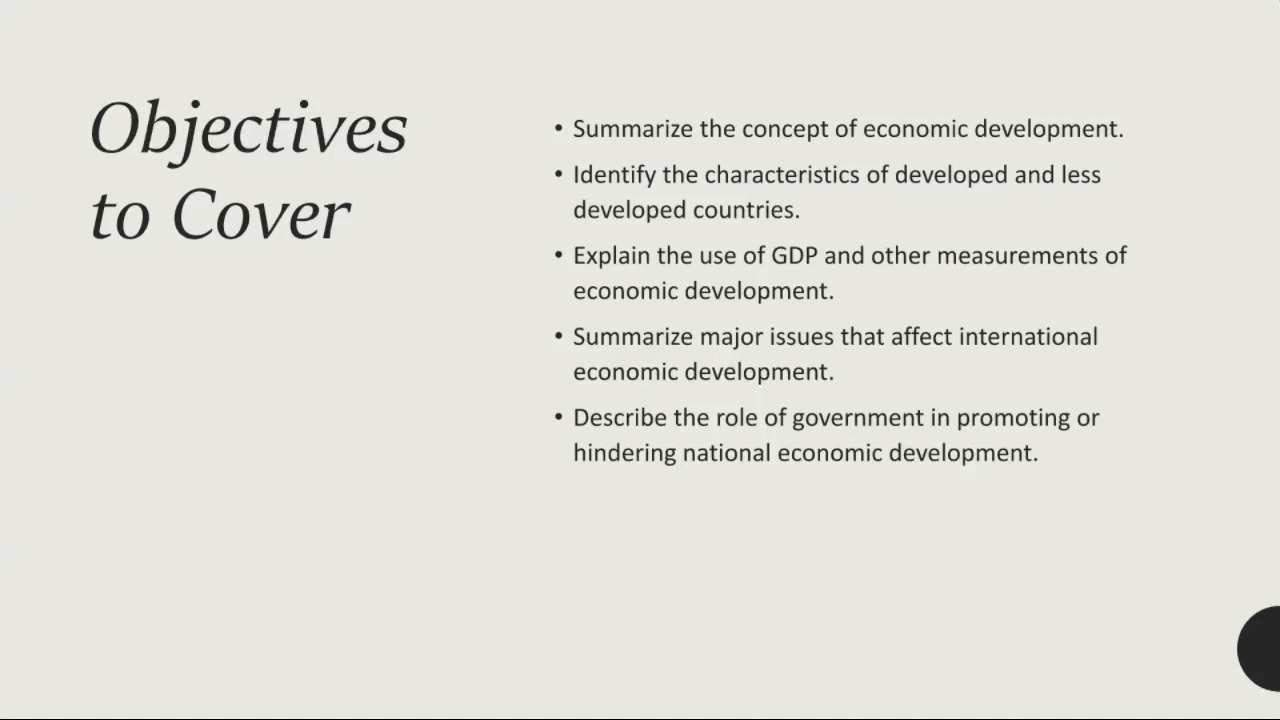 Objectives
to Cover
• Summarize the concept of economic development.
• Identify the characteristics of developed and less
developed countries.
• Explain the use of GDP and other measurements of
economic development.
• Summarize major issues that affect international
economic development.
• Describe the role of government in promoting or
hindering national economic development.